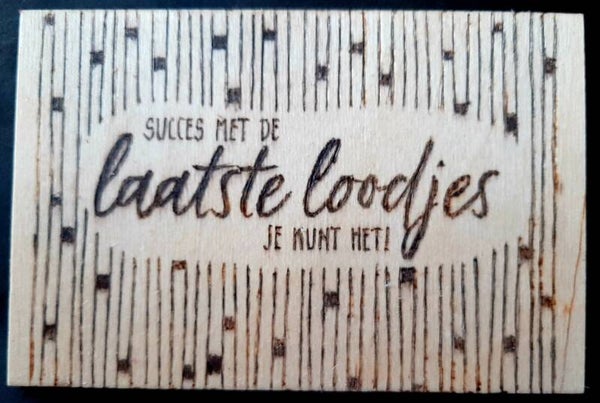 SUCCES MET DE
laatste loodjes
JE KUNT HET!